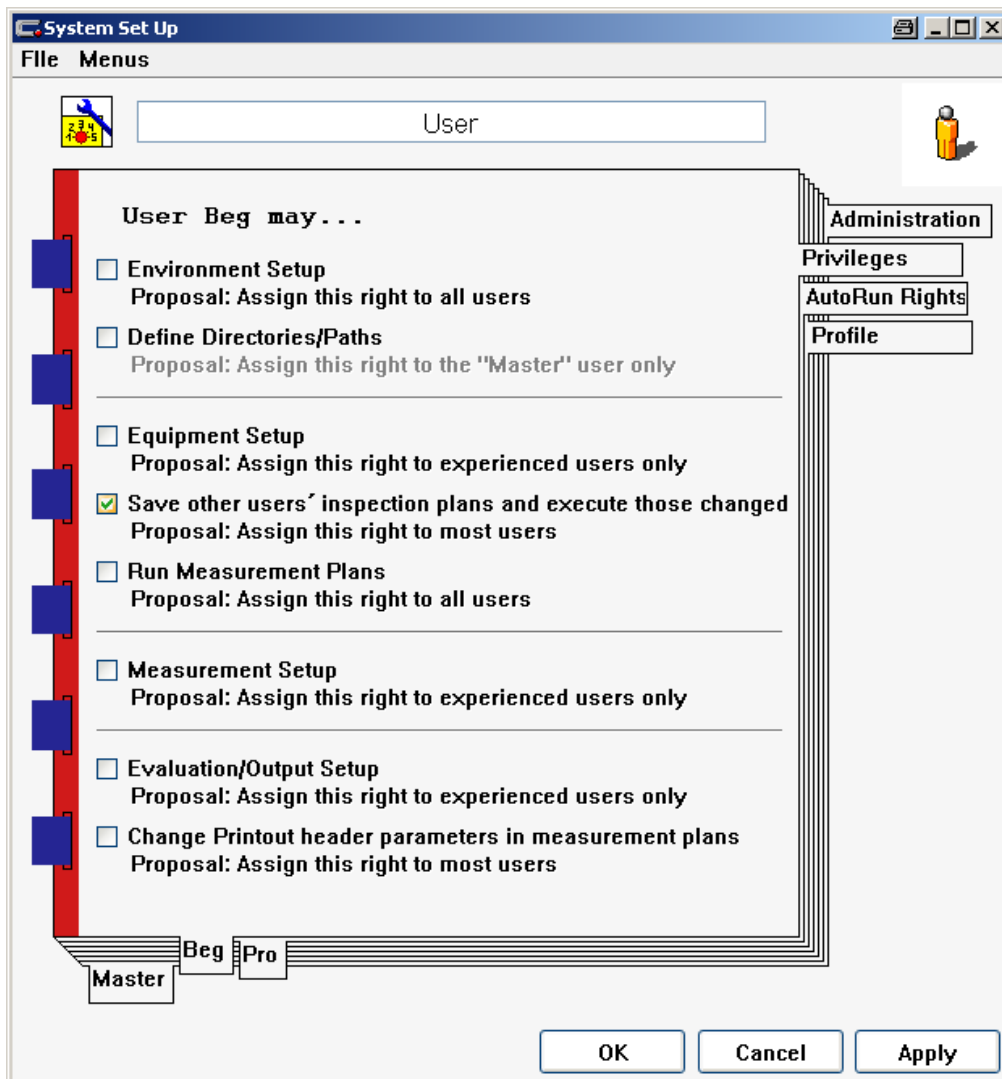 System Set Up
FIle Menus
User
User Beg may...
Environment Setup
Proposal: Assign this right to all users
Define Directories/Paths
Proposal: Assign this right to the "Master" user only
Equipment Setup
Proposal: Assign this right to experienced users only
Save other users´ inspection plans and execute those changed
Proposal: Assign this right to most users
Run Measurement Plans
Proposal: Assign this right to all users
Measurement Setup
Proposal: Assign this right to experienced users only
Evaluation/Output Setup
Proposal: Assign this right to experienced users only
Change Printout header parameters in measurement plans
Proposal: Assign this right to most users
Administration
Privileges
AutoRun Rights
Profile
Master
Beg
Pro
OK
Cancel
Apply